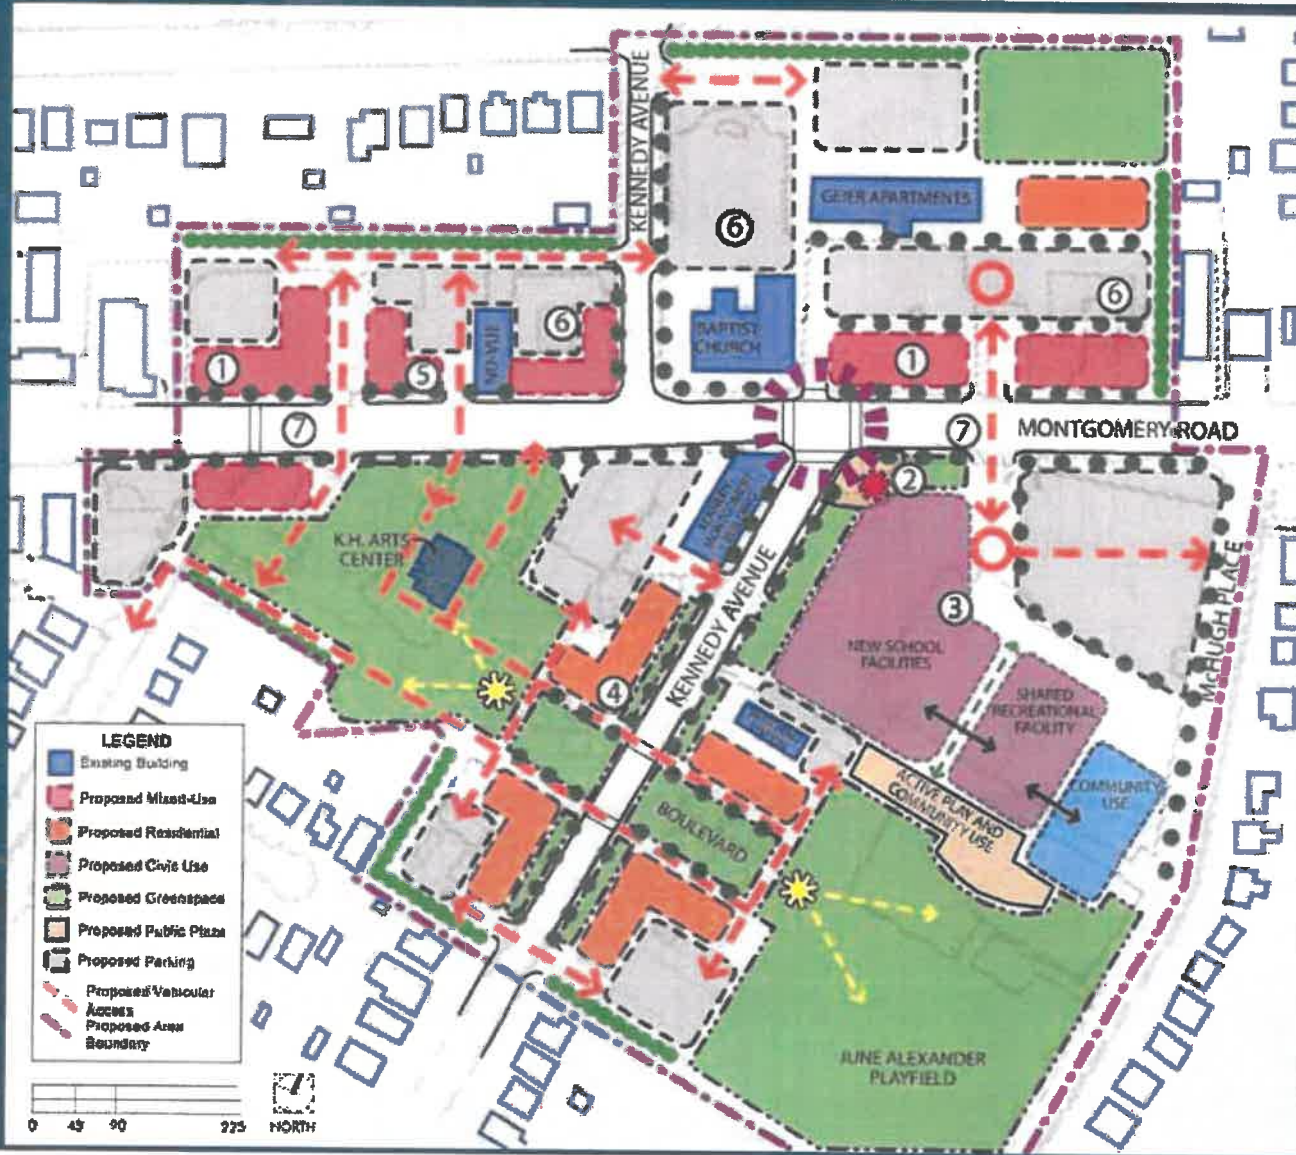 KENNEDY AVENUE
GEIER APARTMENTS
6
6
BAPTIST
CHURCH
6
NU-VUE
1
5
1
7
7
MONTGOMERY ROAD
2
K.H. ARTS
CENTER
KENNEDY AVENUE
McHUGH PLACE
3
NEW SCHOOL
FACILITIES
4
SHARED
RECREATIONAL
FACILITY
ACTIVE PLAY AND
COMMUNITY USE
COMMUNITY
USE
BOULEVARD
JUNE ALEXANDER
PLAYFIELD
LEGEND
Existing Building
Proposed Mixed-Use
Proposed Residential
Proposed Civic Use
Proposed Greenspace
Proposed Public Plaza
Proposed Parking
Proposed Vehicular
Access
Proposed Area
Boundary
0 45 90 225
NORTH